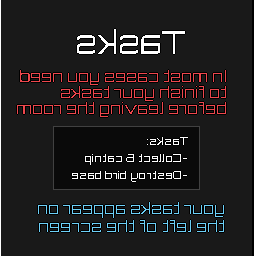 Tasks
In most cases you need
to finish your tasks
before leaving the room
Tasks:
-Collect 5 catnip
-Destroy bird base
your tasks appear on
the left of the screen